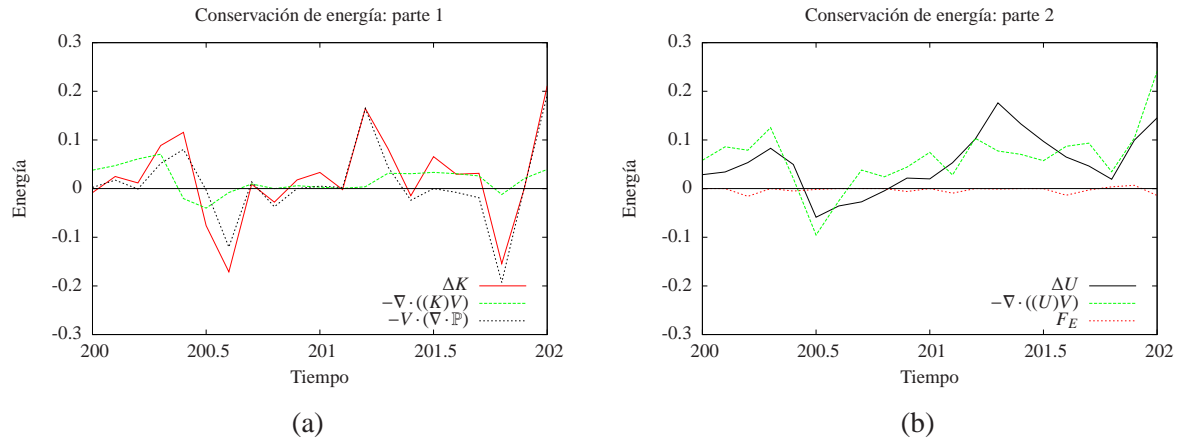 Conservación de energía: parte 1
0.3
0.2
0.1
0
-0.1
-0.2
-0.3
Energía
ΔK
−∇·((K)V)
−V·(∇·ℙ)
200
200.5
201
201.5
202
Tiempo
(a)
Conservación de energía: parte 2
0.3
0.2
0.1
0
-0.1
-0.2
-0.3
Energía
ΔU
−∇·((U)V)
F_E
200
200.5
201
201.5
202
Tiempo
(b)